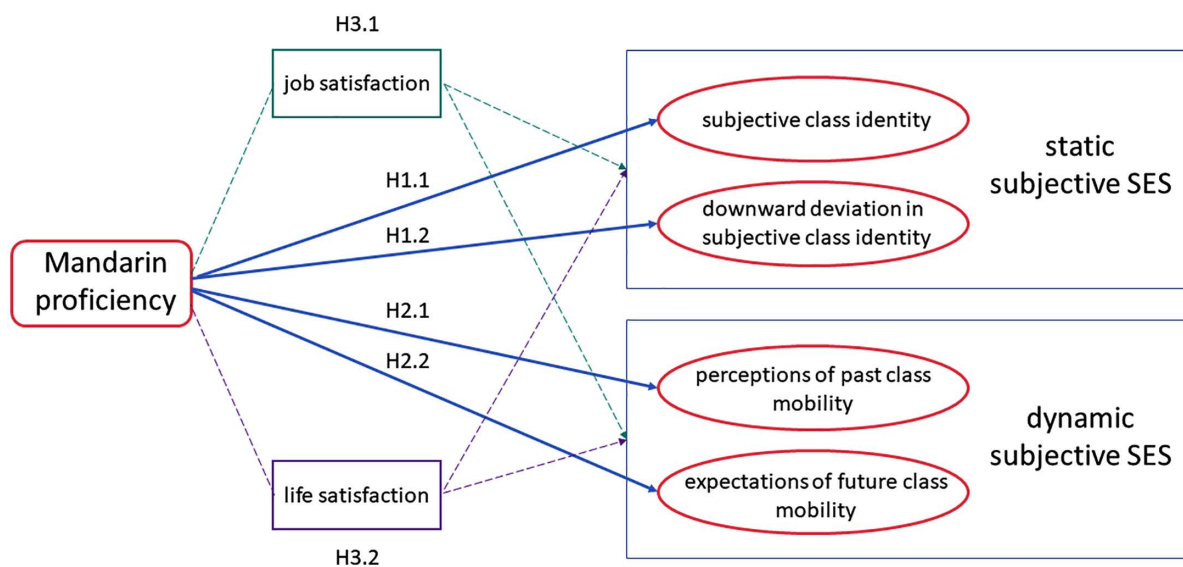 H3.1
job satisfaction
subjective class identity
static
subjective SES
H1.1
downward deviation in
subjective class identity
H1.2
Mandarin
proficiency
H2.1
H2.2
perceptions of past class
mobility
dynamic
subjective SES
life satisfaction
expectations of future class
mobility
H3.2